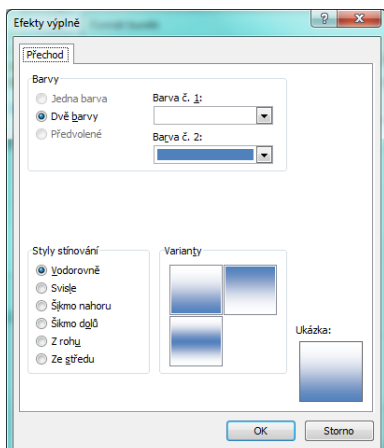 Efekty výplně
Přechod
Barvy
Jedna barva
Dvě barvy
Předvolené
Barva č. 1:
Barva č. 2:
Styly stínování
Vodorovně
Svisle
Šikmo nahoru
Šikmo dolů
Z rohu
Ze středu
Varianty
Ukázka:
OK
Storno